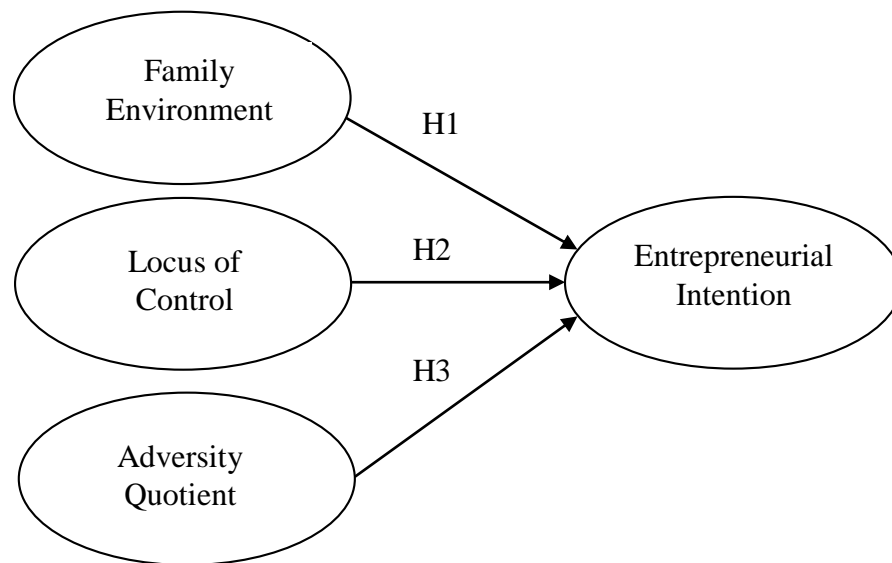 Family
Environment
H1
Locus of
Control
H2
Entrepreneurial
Intention
H3
Adversity
Quotient